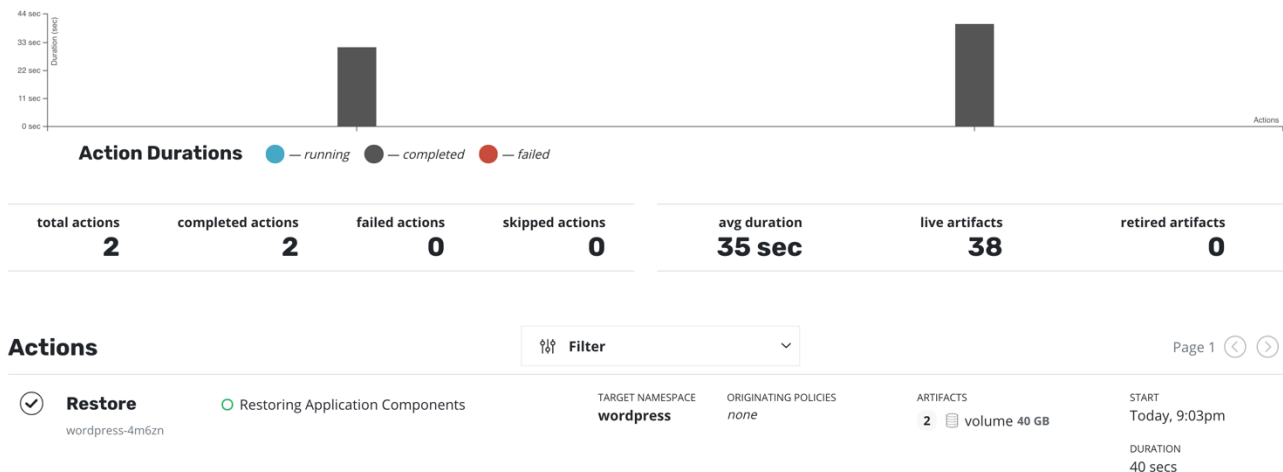 44 sec
33 sec
22 sec
11 sec
0 sec
Duration (sec)
Actions
Action Durations — running — completed — failed
total actions completed actions failed actions skipped actions avg duration live artifacts retired artifacts
2 2 0 0 35 sec 38 0
Actions Filter Page 1
Restore Restoring Application Components TARGET NAMESPACE ORIGINATING POLICIES ARTIFACTS START
wordpress none 2 volume 40 GB Today, 9:03pm
wordpress-4m6zn
DURATION
40 secs